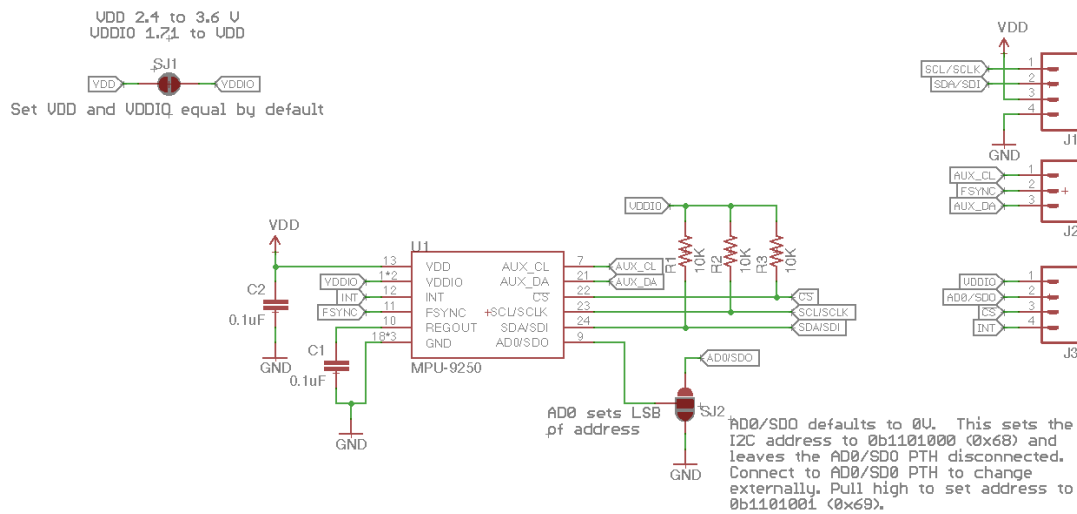 VDD 2.4 to 3.6 V
VDDIO 1.71 to VDD
SJ1
VDD
VDDIO
Set VDD and VDDIO equal by default
VDD
SCL/SCLK
1
SDA/SDI
2
3
4
GND
J1
AUX_CL
1
FSYNC
2
AUX_DA
3
J2
VDDIO
1
AD0/SDO
2
CS
3
INT
4
J3
VDDIO
R1
10K
R2
10K
R3
10K
VDD
C2
0.1uF
GND
U1
13
VDD
AUX_CL
7
AUX_CL
VDDIO
1*2
VDDIO
AUX_DA
21
AUX_DA
INT
12
INT
CS
22
CS
FSYNC
11
FSYNC
SCL/SCLK
23
SCL/SCLK
10
REGOUT
SDA/SDI
24
SDA/SDI
18*3
GND
AD0/SDO
9
MPU-9250
C1
0.1uF
GND
AD0/SDO
SJ2
GND
AD0 sets LSB
of address
AD0/SDO defaults to 0V. This sets the
I2C address to 0b1101000 (0x68) and
leaves the AD0/SDO PTH disconnected.
Connect to AD0/SD0 PTH to change
externally. Pull high to set address to
0b1101001 (0x69).